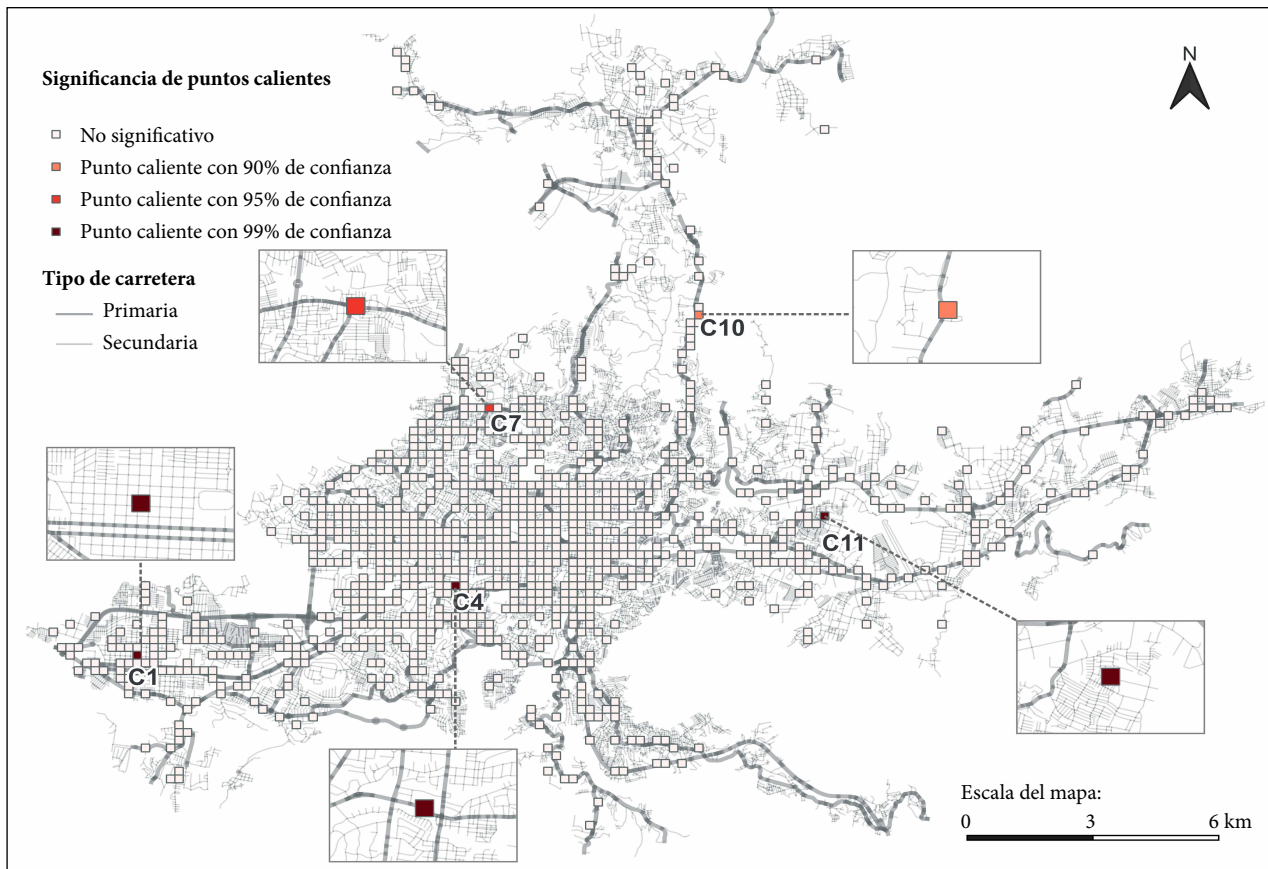 N
Significancia de puntos calientes
No significativo
Punto caliente con 90% de confianza
Punto caliente con 95% de confianza
Punto caliente con 99% de confianza
Tipo de carretera
Primaria
Secundaria
C10
C7
C11
C4
C1
Escala del mapa:
0 3 6 km